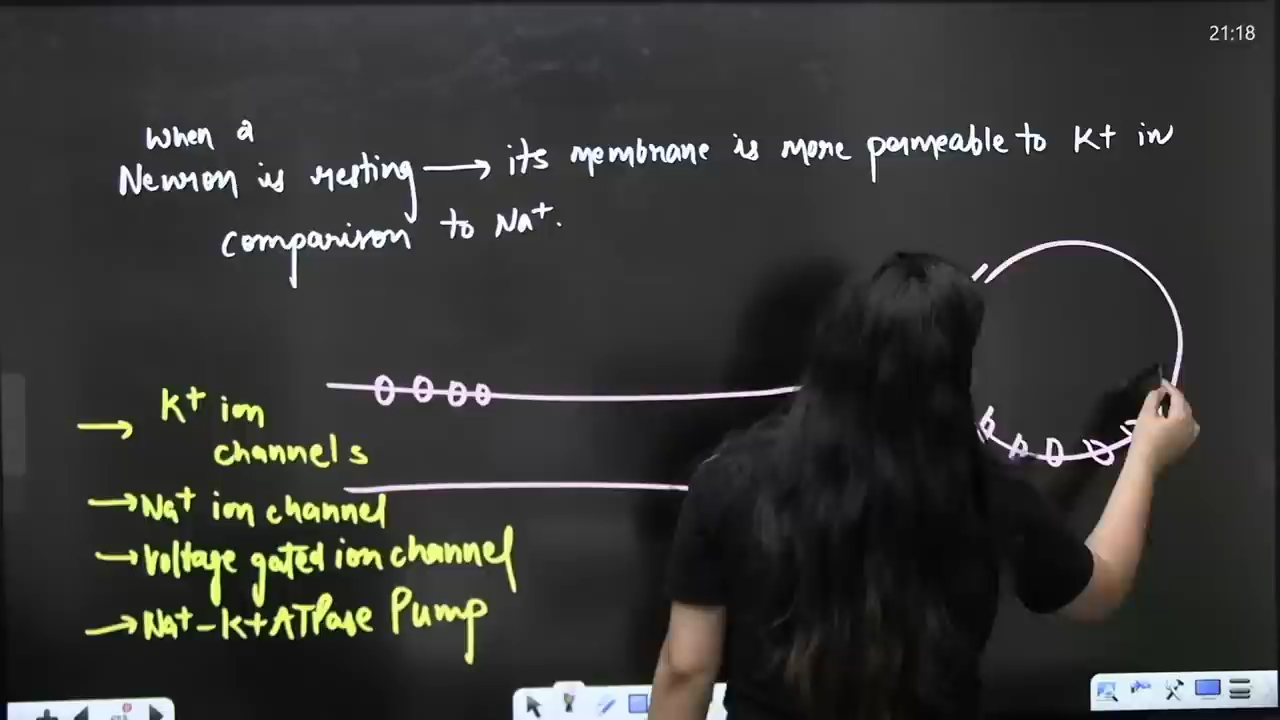 21:18
When a
Neuron is resting → its membrane is more permeable to K+ in
comparison to Na+.
→ K+ ion
channels
→ Na+ ion channel
→ Voltage gated ion channel
→ Na+-K+ATPase Pump